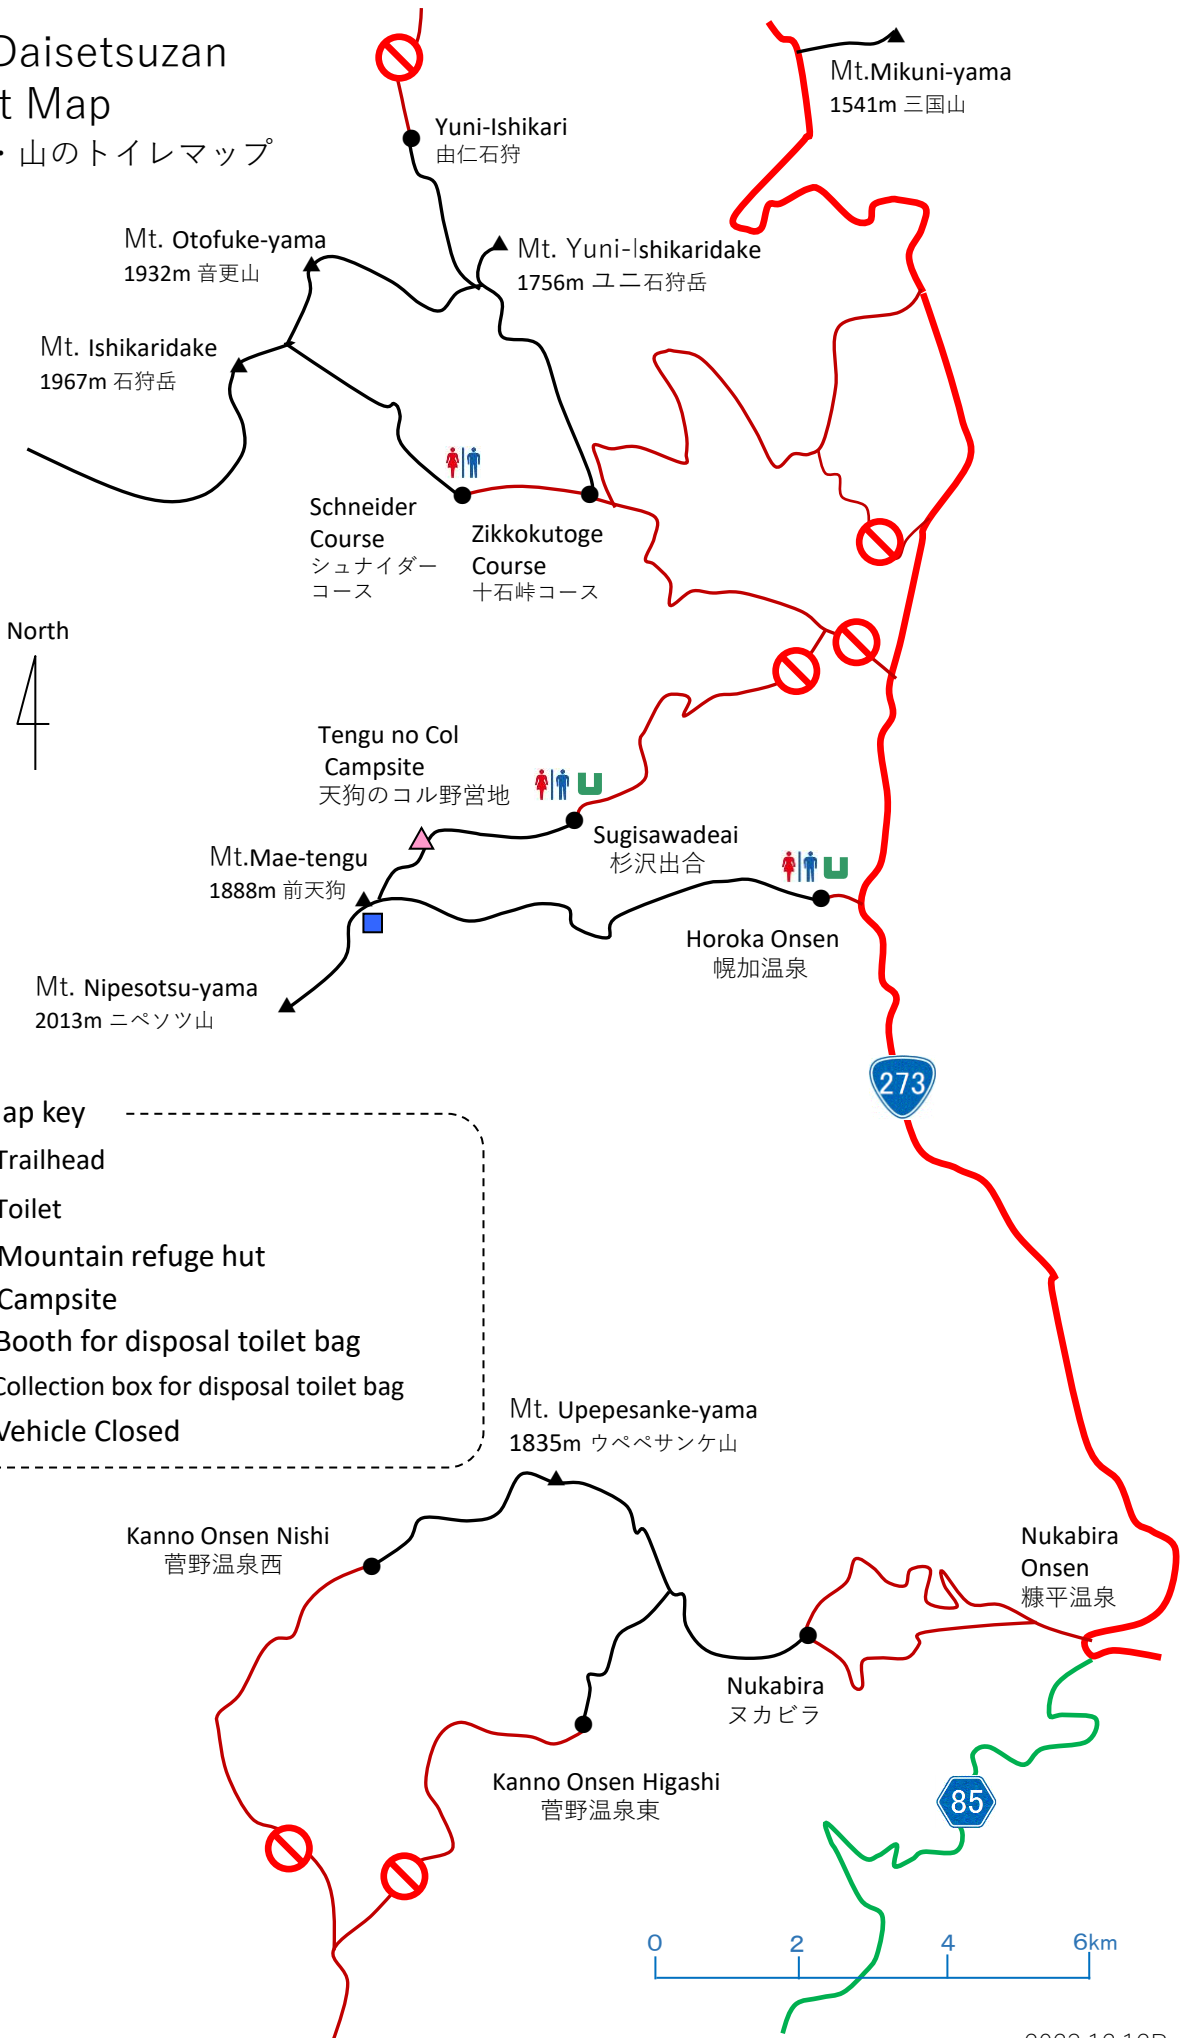 Daisetsuzan
t Map
・山のトイレマップ
Mt.Mikuni-yama
1541m 三国山
Yuni-Ishikari
由仁石狩
Mt. Otofuke-yama
1932m 音更山
Mt. Yuni-Ishikaridake
1756m ユニ石狩岳
Mt. Ishikaridake
1967m 石狩岳
Schneider
Course
シュナイダー
コース
Zikkokutoge
Course
十石峠コース
North
Tengu no Col
Campsite
天狗のコル野営地
Sugisawadeai
杉沢出合
Mt.Mae-tengu
1888m 前天狗
Horoka Onsen
幌加温泉
Mt. Nipesotsu-yama
2013m ニペソツ山
273
ap key
Trailhead
Toilet
Mountain refuge hut
Campsite
Booth for disposal toilet bag
Collection box for disposal toilet bag
Vehicle Closed
Mt. Upepesanke-yama
1835m ウペペサンケ山
Kanno Onsen Nishi
菅野温泉西
Nukabira
Onsen
糠平温泉
Nukabira
ヌカビラ
Kanno Onsen Higashi
菅野温泉東
85
0 2 4 6km